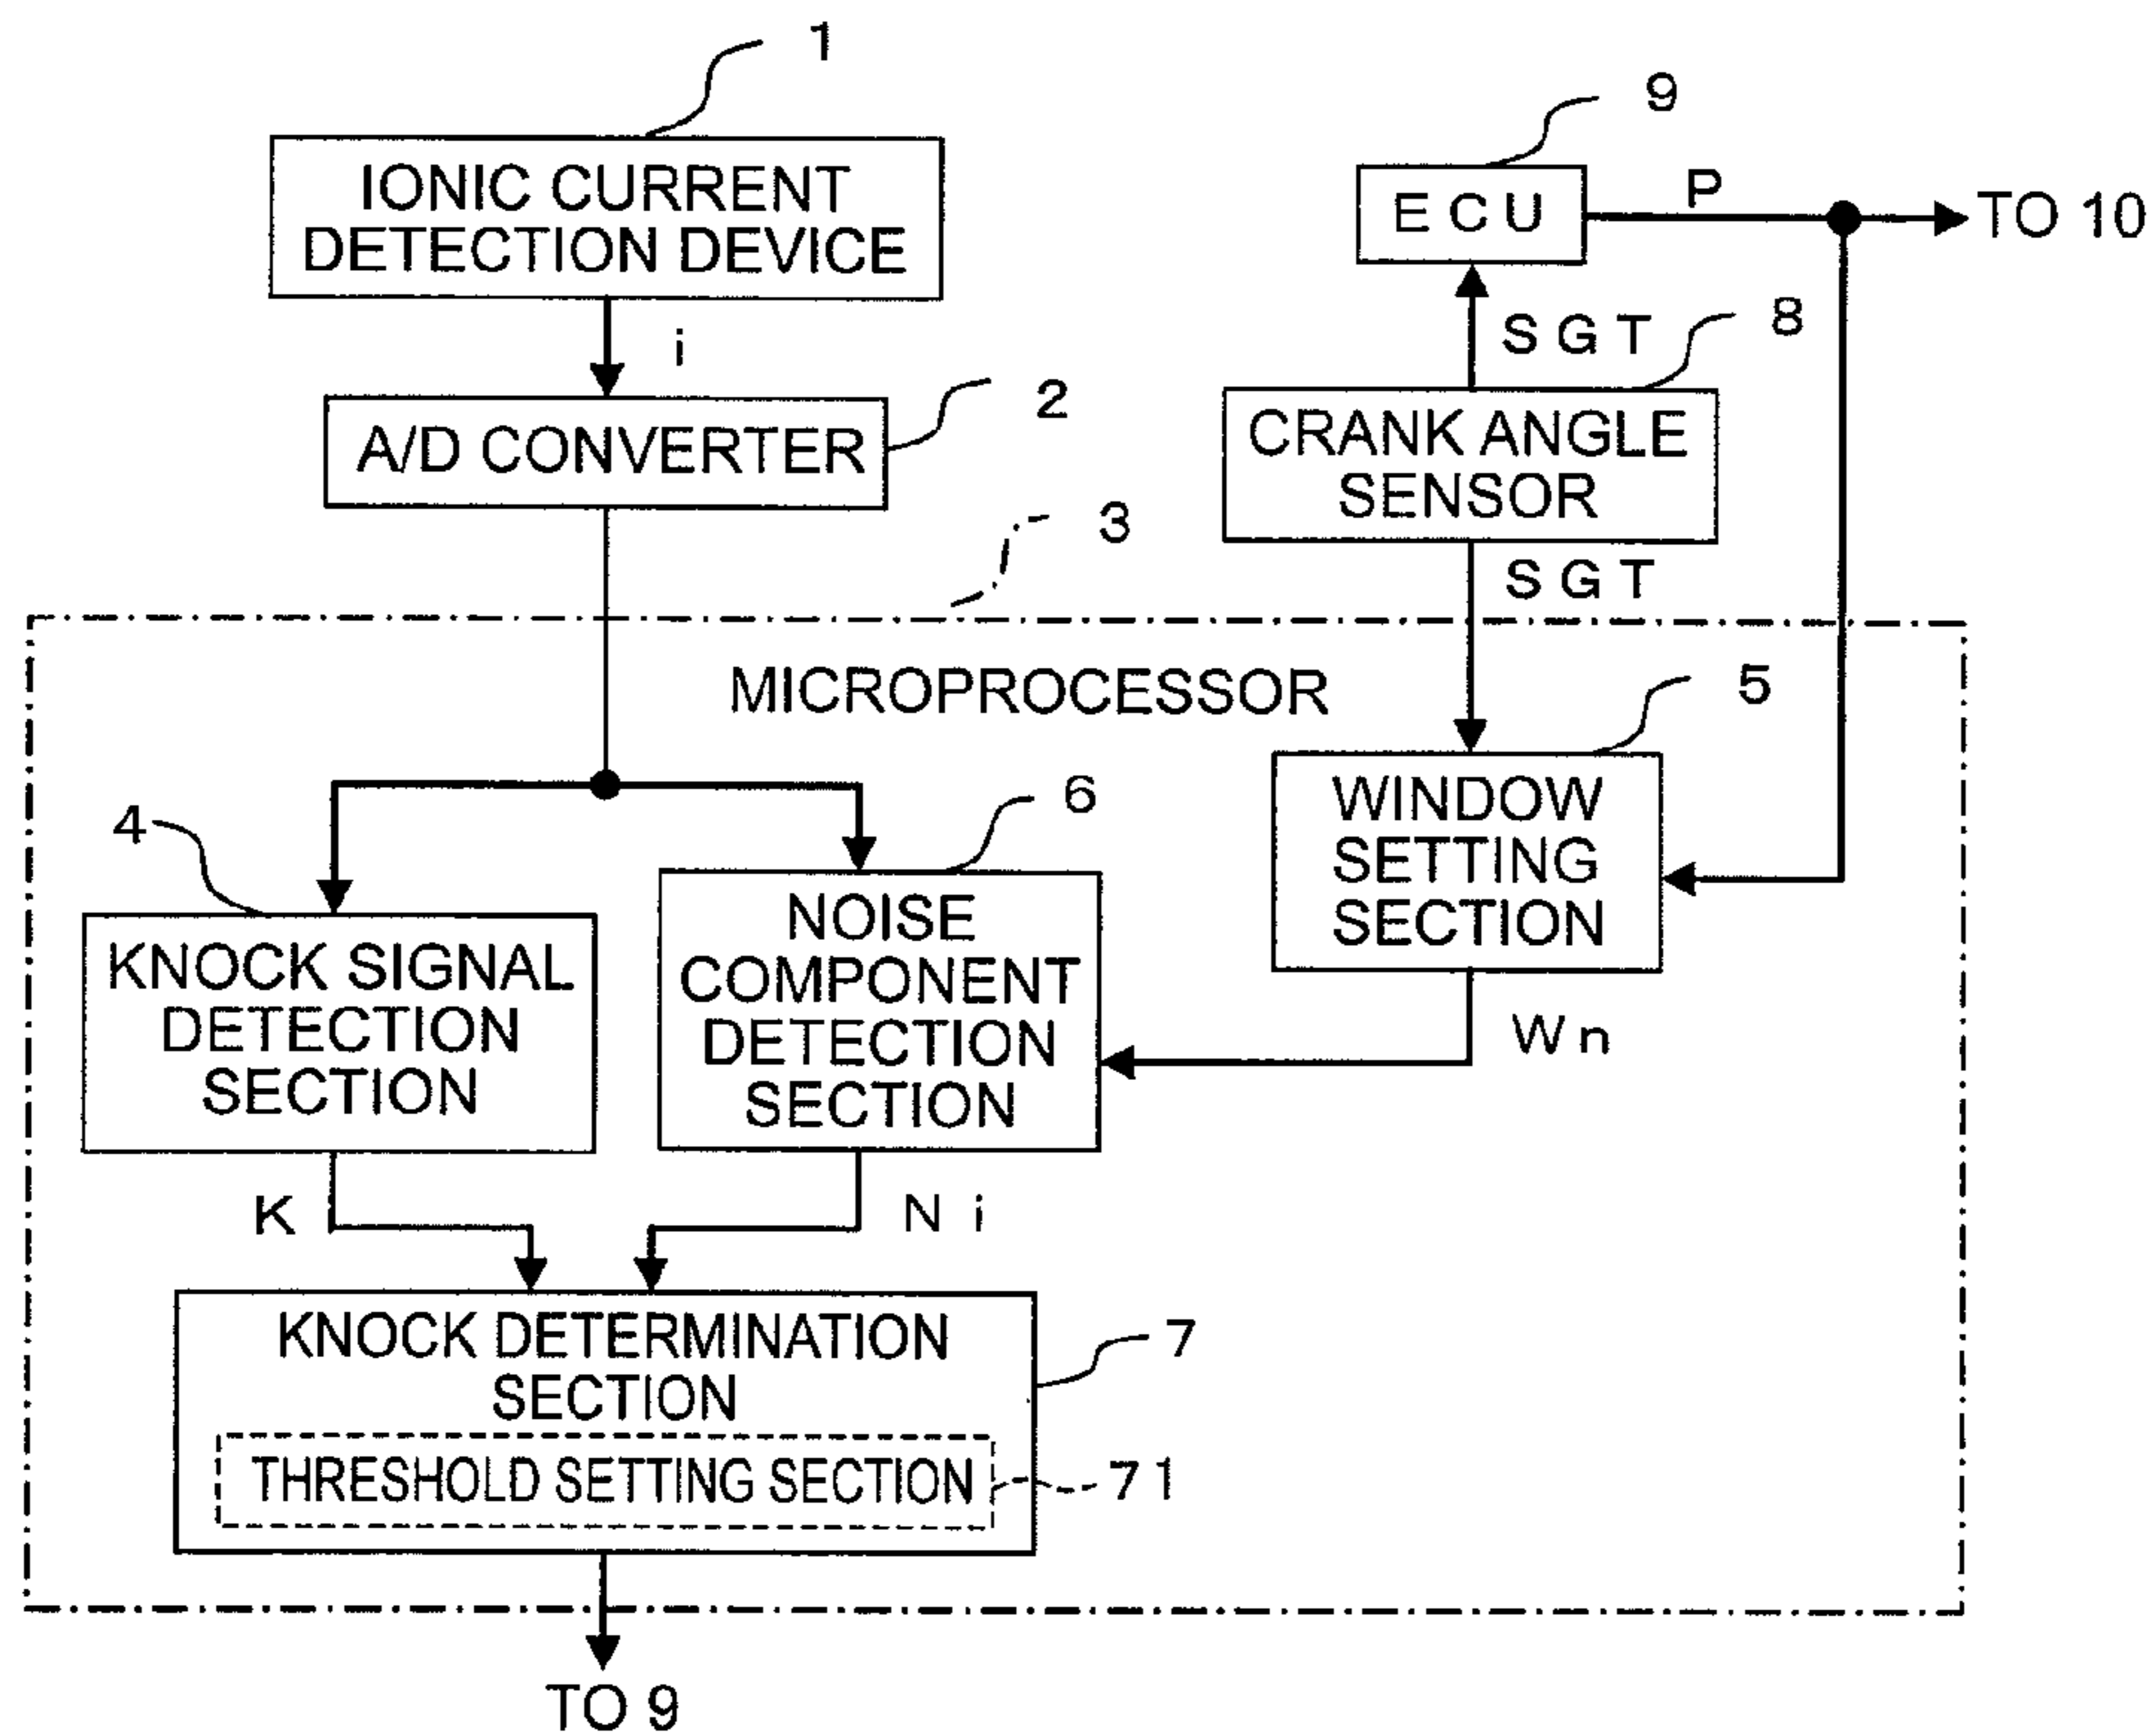 1
IONIC CURRENT
DETECTION DEVICE
i
A/D CONVERTER
2
9
ECU
P
TO 10
SGT
8
CRANK ANGLE
SENSOR
SGT
3
MICROPROCESSOR
5
WINDOW
SETTING
SECTION
Wn
4
KNOCK SIGNAL
DETECTION
SECTION
6
NOISE
COMPONENT
DETECTION
SECTION
K
Ni
KNOCK DETERMINATION
SECTION
7
THRESHOLD SETTING SECTION
71
TO 9